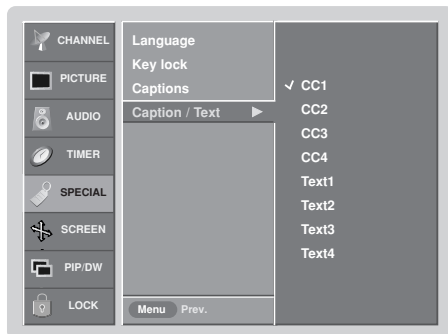 CHANNEL
PICTURE
AUDIO
TIMER
SPECIAL
SCREEN
PIP/DW
LOCK
Language
Key lock
Captions
Caption / Text
Menu Prev.
CC1
CC2
CC3
CC4
Text1
Text2
Text3
Text4